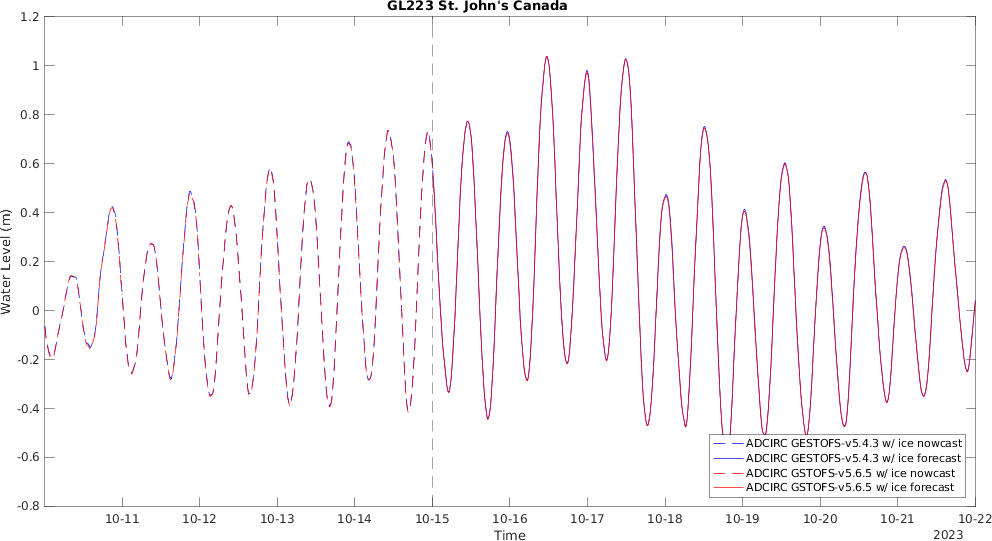 GL223 St. John's Canada
1.2
1
0.8
0.6
0.4
0.2
0
-0.2
-0.4
-0.6
-0.8
Water Level (m)
ADCIRC GESTOFS-v5.4.3 w/ ice nowcast
ADCIRC GESTOFS-v5.4.3 w/ ice forecast
ADCIRC GSTOFS-v5.6.5 w/ ice nowcast
ADCIRC GSTOFS-v5.6.5 w/ ice forecast
10-11 10-12 10-13 10-14 10-15 10-16 10-17 10-18 10-19 10-20 10-21 10-22
Time
2023